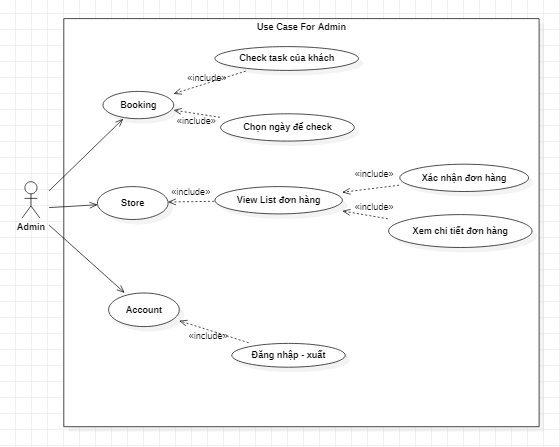 Use Case For Admin
Check task của khách
«include»
Booking
«include»
Chọn ngày để check
«include»
Xác nhận đơn hàng
Store
«include»
View List đơn hàng
«include»
Xem chi tiết đơn hàng
Admin
Account
«include»
Đăng nhập - xuất